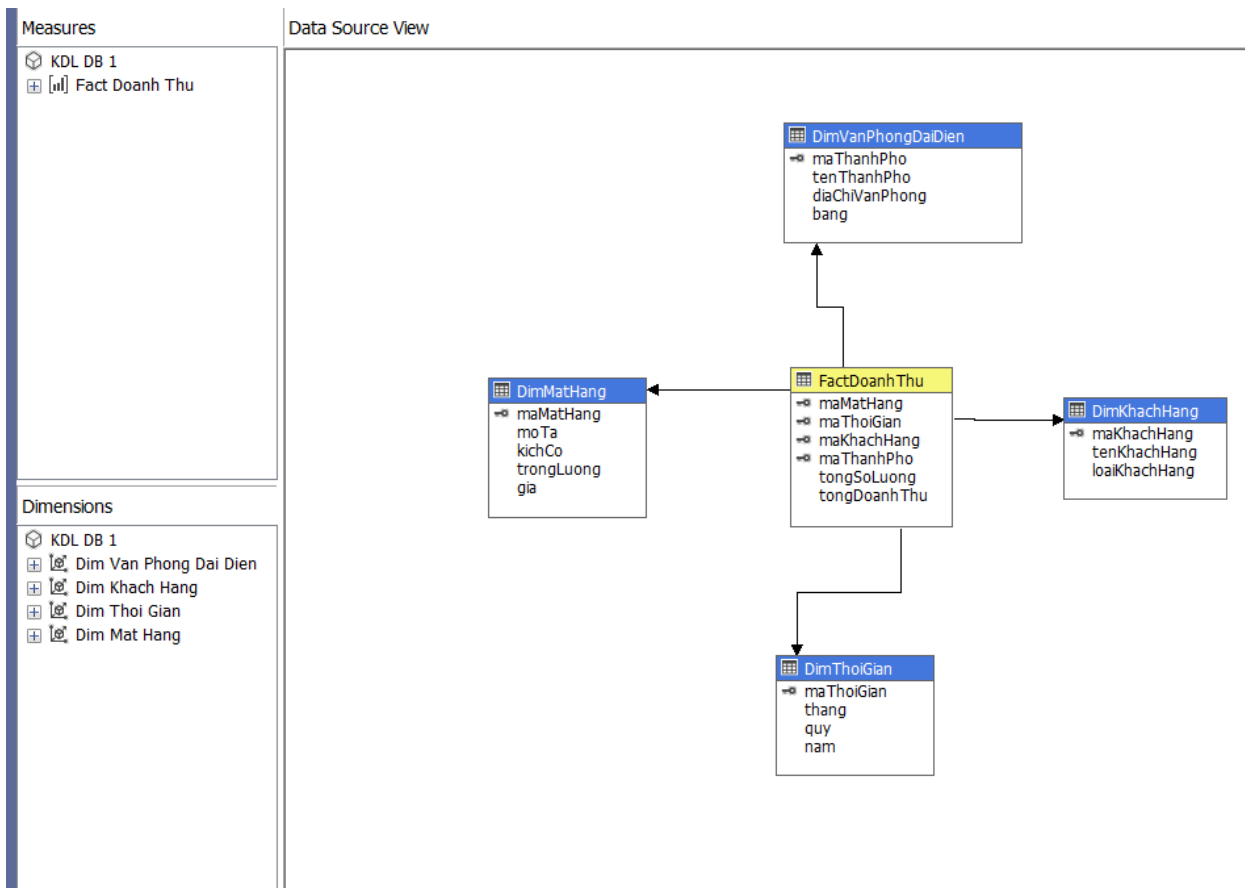 Measures
KDL DB 1
Fact Doanh Thu
Dimensions
KDL DB 1
Dim Van Phong Dai Dien
Dim Khach Hang
Dim Thoi Gian
Dim Mat Hang
Data Source View
DimVanPhongDaiDien
maThanhPho
tenThanhPho
diaChiVanPhong
bang
DimMatHang
maMatHang
moTa
kichCo
trongLuong
gia
FactDoanhThu
maMatHang
maThoiGian
maKhachHang
maThanhPho
tongSoLuong
tongDoanhThu
DimKhachHang
maKhachHang
tenKhachHang
loaiKhachHang
DimThoiGian
maThoiGian
thang
quy
nam